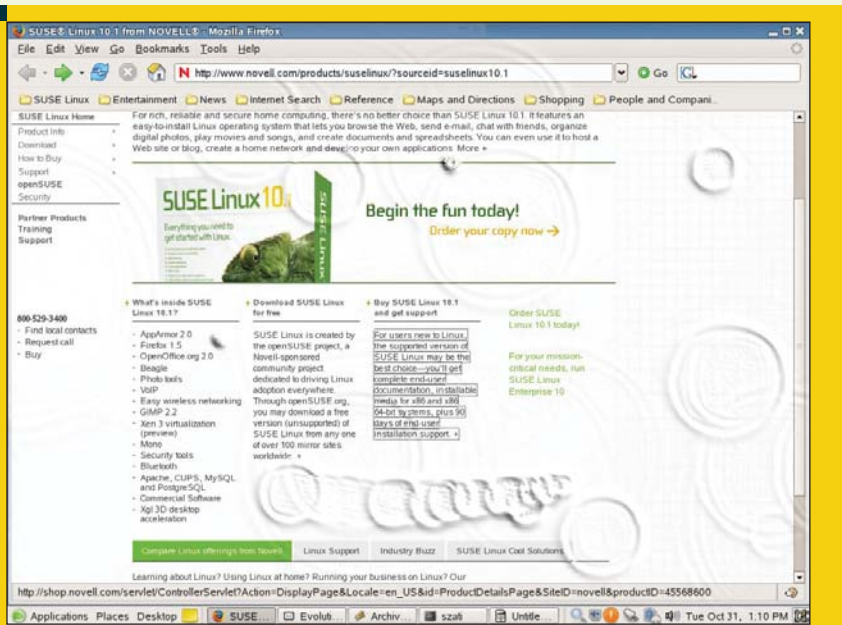 SUSE® Linux 10.1 from NOVELL® - Mozilla Firefox
File Edit View Go Bookmarks Tools Help
http://www.novell.com/products/suselinux/?sourceid=suselinux10.1
Go
SUSE Linux Entertainment News Internet Search Reference Maps and Directions Shopping People and Compani...
SUSE Linux Home
Product Info
Download
How to Buy
Support
openSUSE
Security
Partner Products
Training
Support
800-529-3400
- Find local contacts
- Request call
- Buy
For rich, reliable and secure home computing, there's no better choice than SUSE Linux 10.1. It features an
easy-to-install Linux operating system that lets you browse the Web, send e-mail, chat with friends, organize
digital photos, play movies and songs, and create documents and spreadsheets. You can even use it to host a
Web site or blog, create a home network and develop your own applications. More »
SUSE Linux 10.1
Everything you need to
get started with Linux.
SUSE Linux
Begin the fun today!
Order your copy now →
What's inside SUSE
Linux 10.1?
- AppArmor 2.0
- Firefox 1.5
- OpenOffice.org 2.0
- Beagle
- Photo tools
- VoIP
- Easy wireless networking
- GIMP 2.2
- Xen 3 virtualization
(preview)
- Mono
- Security tools
- Bluetooth
- Apache, CUPS, MySQL
and PostgreSQL
- Commercial Software
- Xgl 3D desktop
acceleration
Download SUSE Linux
for free
SUSE Linux is created by
the openSUSE project, a
Novell-sponsored
community project
dedicated to driving Linux
adoption everywhere.
Through openSUSE.org,
you may download a free
version (unsupported) of
SUSE Linux from any one
of over 100 mirror sites
worldwide. »
Buy SUSE Linux 10.1
and get support
For users new to Linux,
the supported version of
SUSE Linux may be the
best choice—you'll get
complete end-user
documentation, installable
media for x86 and x86
64-bit systems, plus 90
days of end-user
installation support. »
Order SUSE
Linux 10.1 today!
For your mission-
critical needs, run
SUSE Linux
Enterprise 10
Compare Linux offerings from Novell Linux Support Industry Buzz SUSE Linux Cool Solutions
Learning about Linux? Using Linux at home? Running your business on Linux? Our
http://shop.novell.com/servlet/ControllerServlet?Action=DisplayPage&Locale=en_US&id=ProductDetailsPage&SiteID=novell&productID=45568600
Applications Places Desktop SUSE... Evoluti... Archiv... szati Untitle... Tue Oct 31, 1:10 PM